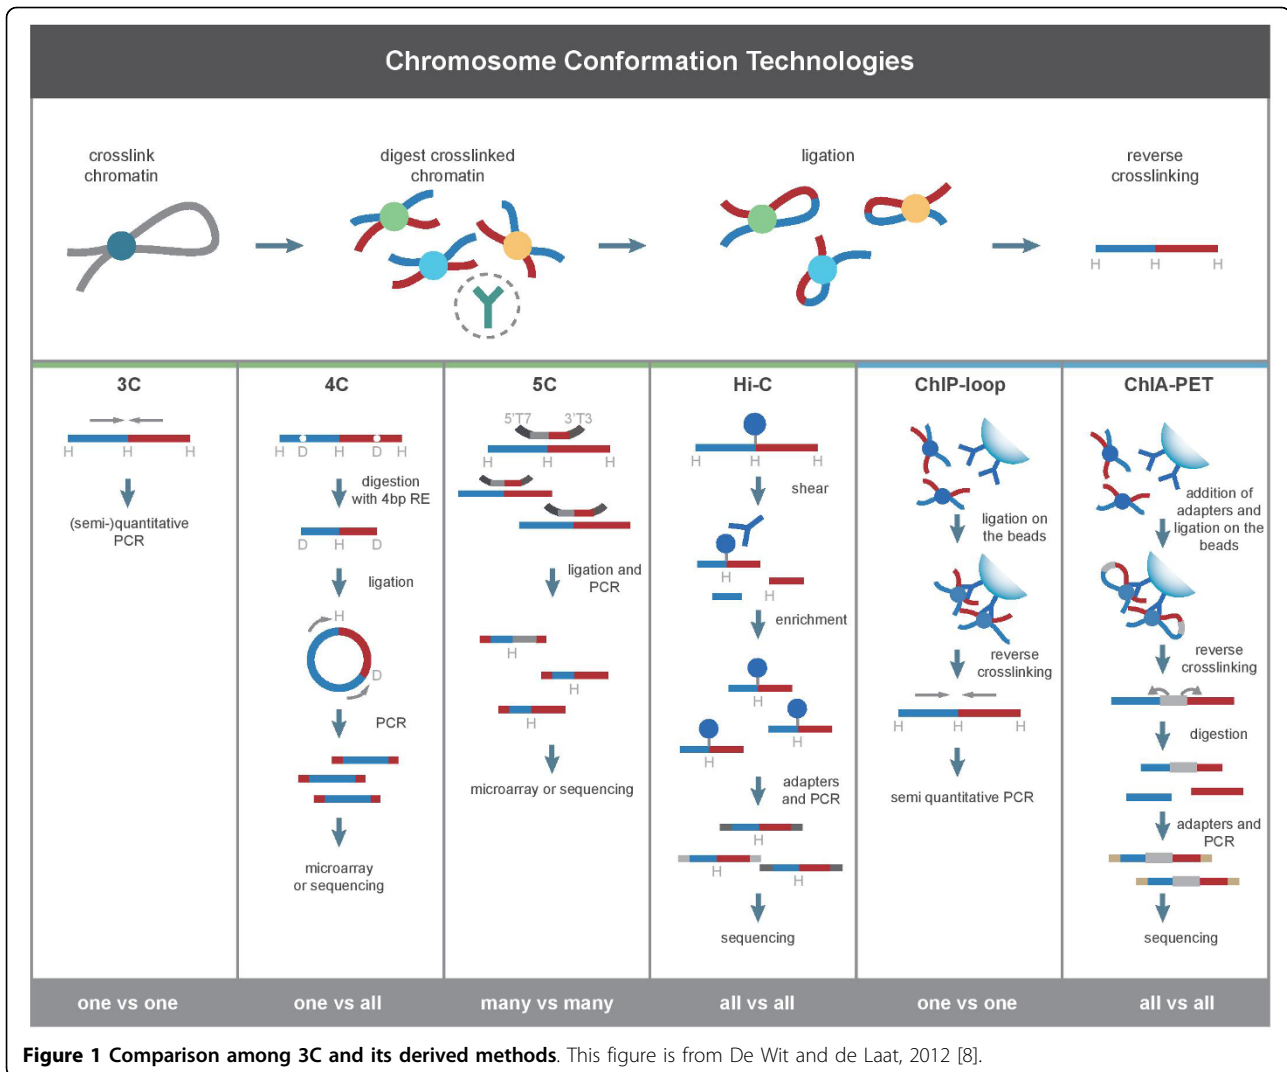 Chromosome Conformation Technologies
crosslink
chromatin
digest crosslinked
chromatin
ligation
reverse
crosslinking
H H H
3C
H H H
(semi-)quantitative
PCR
one vs one
4C
H D H D H
digestion
with 4bp RE
D H D
ligation
H
D
PCR
microarray
or sequencing
one vs all
5C
5'T7 3'T3
H H H
ligation and
PCR
H
H
H
microarray or sequencing
many vs many
Hi-C
H H H
shear
H
H
enrichment
H
H
H
adapters
and PCR
H
H
H
sequencing
all vs all
ChIP-loop
ligation on
the beads
reverse
crosslinking
H H H
semi quantitative PCR
one vs one
ChIA-PET
addition of
adapters and
ligation on the
beads
reverse
crosslinking
digestion
adapters and
PCR
sequencing
all vs all
Figure 1 Comparison among 3C and its derived methods. This figure is from De Wit and de Laat, 2012 [8].